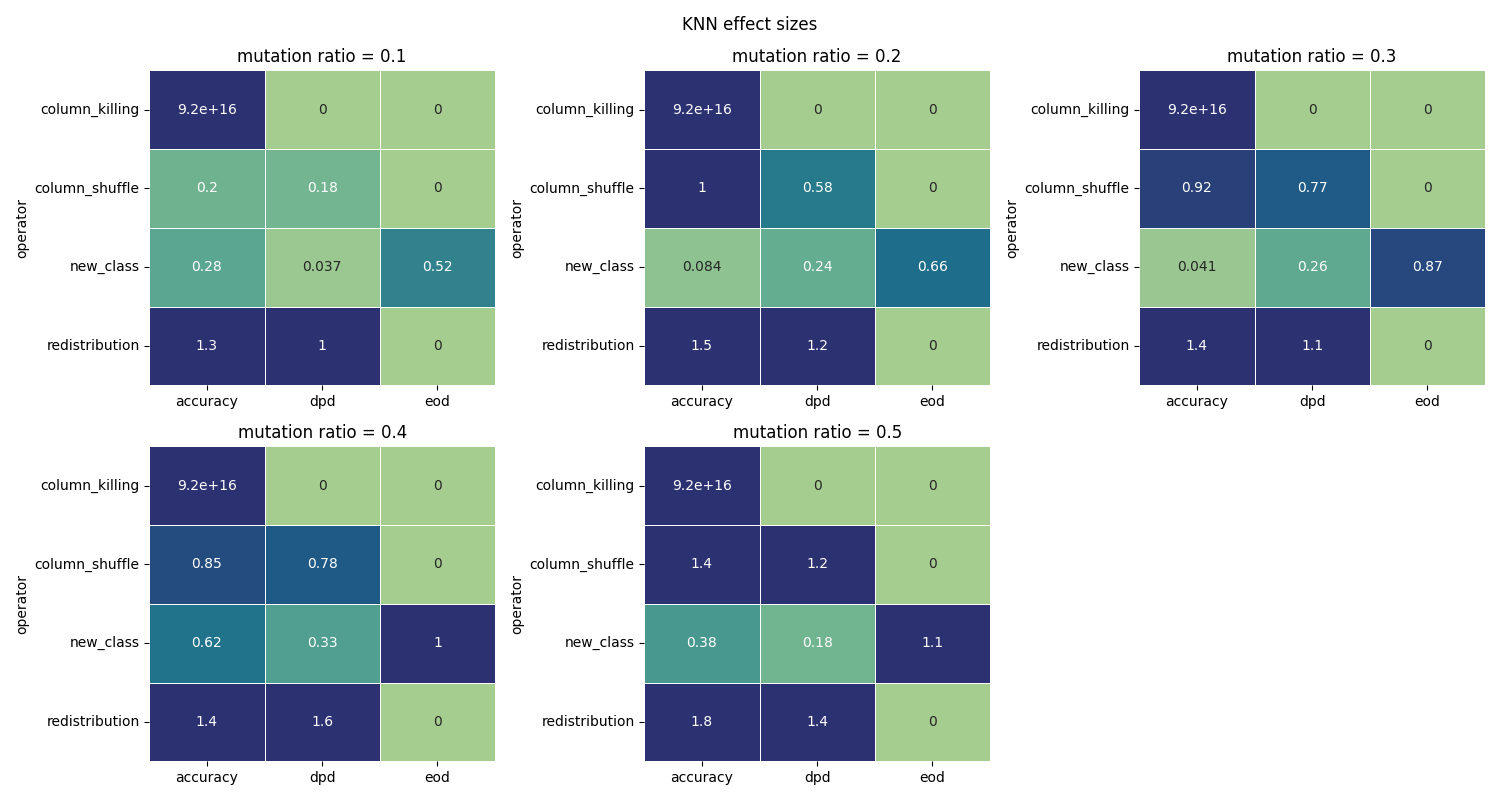 KNN effect sizes
mutation ratio = 0.1
operator
column_killing 9.2e+16 0 0
column_shuffle 0.2 0.18 0
new_class 0.28 0.037 0.52
redistribution 1.3 1 0
accuracy dpd eod
mutation ratio = 0.2
operator
column_killing 9.2e+16 0 0
column_shuffle 1 0.58 0
new_class 0.084 0.24 0.66
redistribution 1.5 1.2 0
accuracy dpd eod
mutation ratio = 0.3
operator
column_killing 9.2e+16 0 0
column_shuffle 0.92 0.77 0
new_class 0.041 0.26 0.87
redistribution 1.4 1.1 0
accuracy dpd eod
mutation ratio = 0.4
operator
column_killing 9.2e+16 0 0
column_shuffle 0.85 0.78 0
new_class 0.62 0.33 1
redistribution 1.4 1.6 0
accuracy dpd eod
mutation ratio = 0.5
operator
column_killing 9.2e+16 0 0
column_shuffle 1.4 1.2 0
new_class 0.38 0.18 1.1
redistribution 1.8 1.4 0
accuracy dpd eod